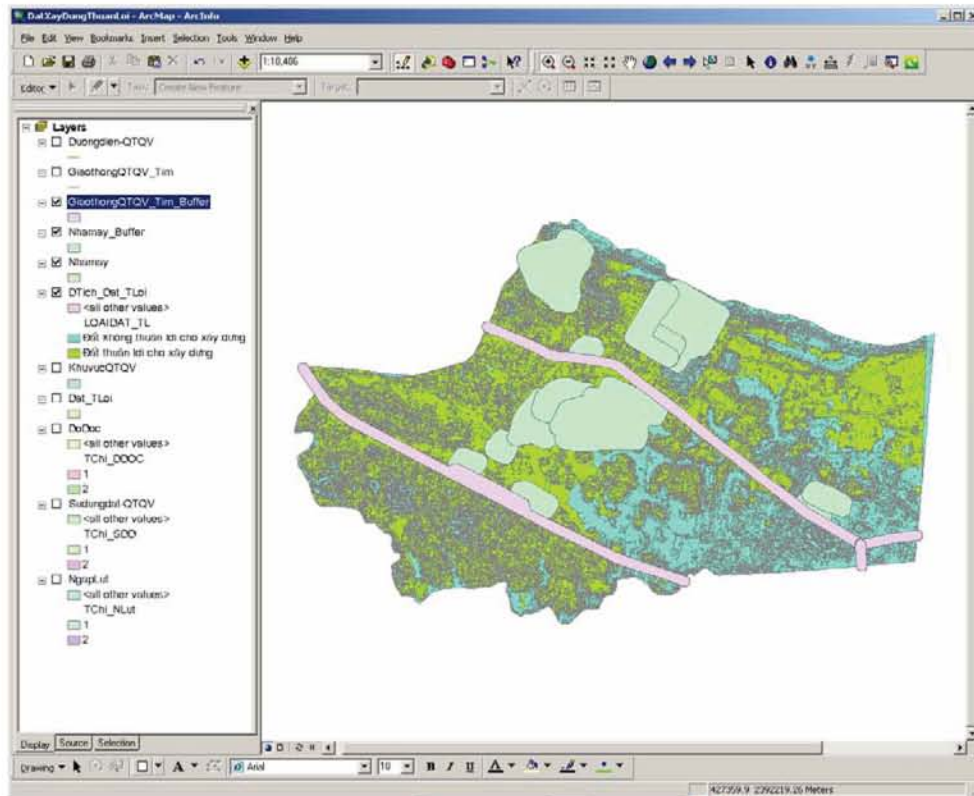 DatXayDungThuanLoi - ArcMap - ArcInfo
File Edit View Bookmarks Insert Selection Tools Window Help
1:10,486
Editor Task: Create New Feature Target:
Layers
Duongdien-QTQV
GiaothongQTQV_Tim
GiaothongQTQV_Tim_Buffer
Nhamay_Buffer
Nhamay
DTich_Dat_TLoi
<all other values>
LOAIDAT_TL
Đất không thuận lợi cho xây dựng
Đất thuận lợi cho xây dựng
KhuvucQTQV
Dat_TLoi
DoDoc
<all other values>
TChi_DDOC
1
2
Sudungdat-QTQV
<all other values>
TChi_SDD
1
2
NgapLut
<all other values>
TChi_NLut
1
2
Display Source Selection
Drawing A Arial 10 B I U A
427359.9 2392219.26 Meters